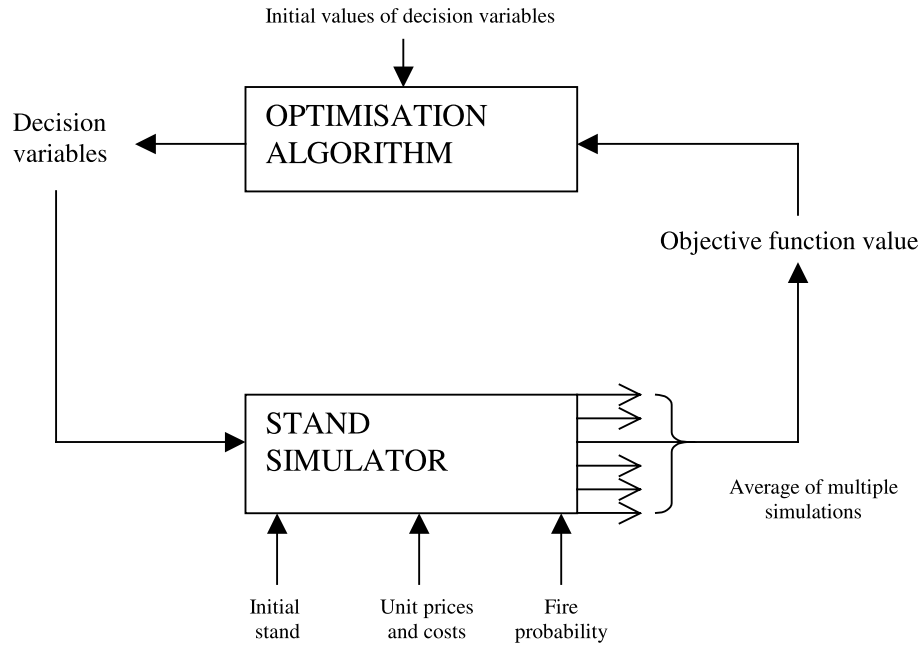 Initial values of decision variables
OPTIMISATION
ALGORITHM
Decision
variables
Objective function value
STAND
SIMULATOR
Average of multiple
simulations
Initial
stand
Unit prices
and costs
Fire
probability